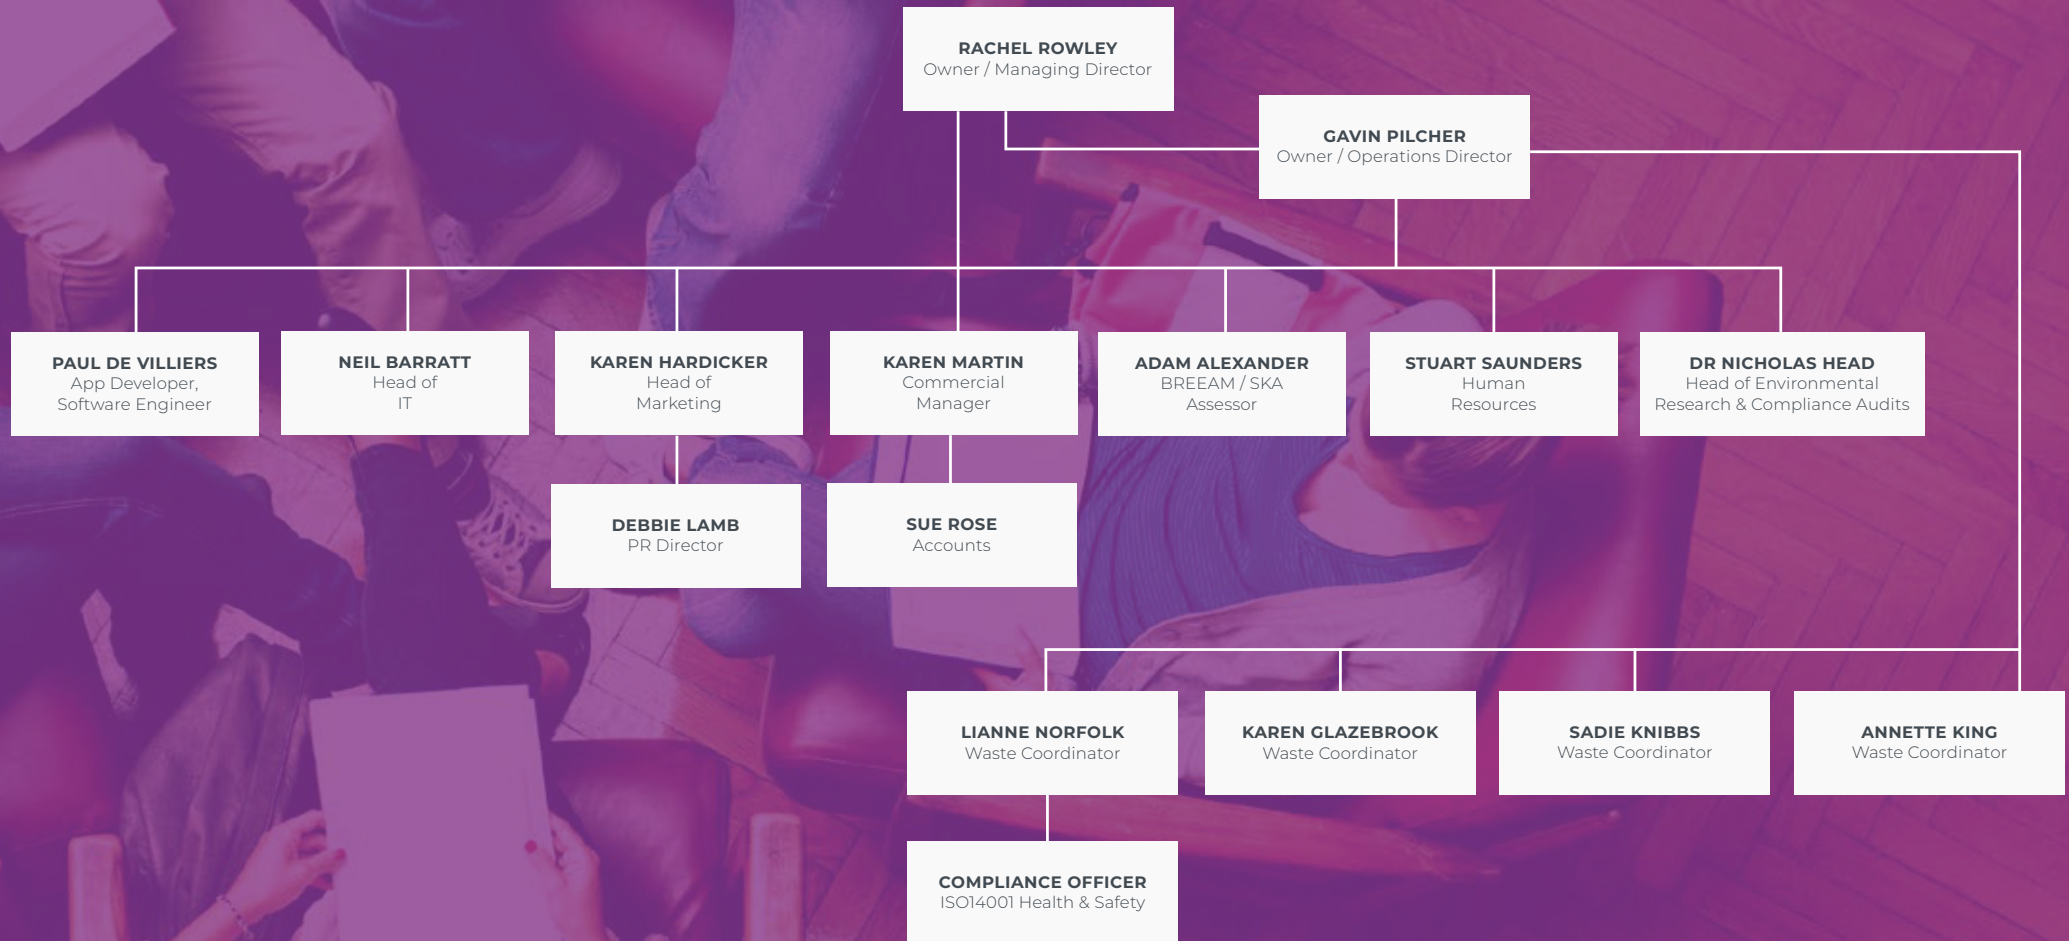 RACHEL ROWLEY
Owner / Managing Director
GAVIN PILCHER
Owner / Operations Director
PAUL DE VILLIERS
App Developer,
Software Engineer
NEIL BARRATT
Head of
IT
KAREN HARDICKER
Head of
Marketing
KAREN MARTIN
Commercial
Manager
ADAM ALEXANDER
BREEAM / SKA
Assessor
STUART SAUNDERS
Human
Resources
DR NICHOLAS HEAD
Head of Environmental
Research & Compliance Audits
DEBBIE LAMB
PR Director
SUE ROSE
Accounts
LIANNE NORFOLK
Waste Coordinator
KAREN GLAZEBROOK
Waste Coordinator
SADIE KNIBBS
Waste Coordinator
ANNETTE KING
Waste Coordinator
COMPLIANCE OFFICER
ISO14001 Health & Safety